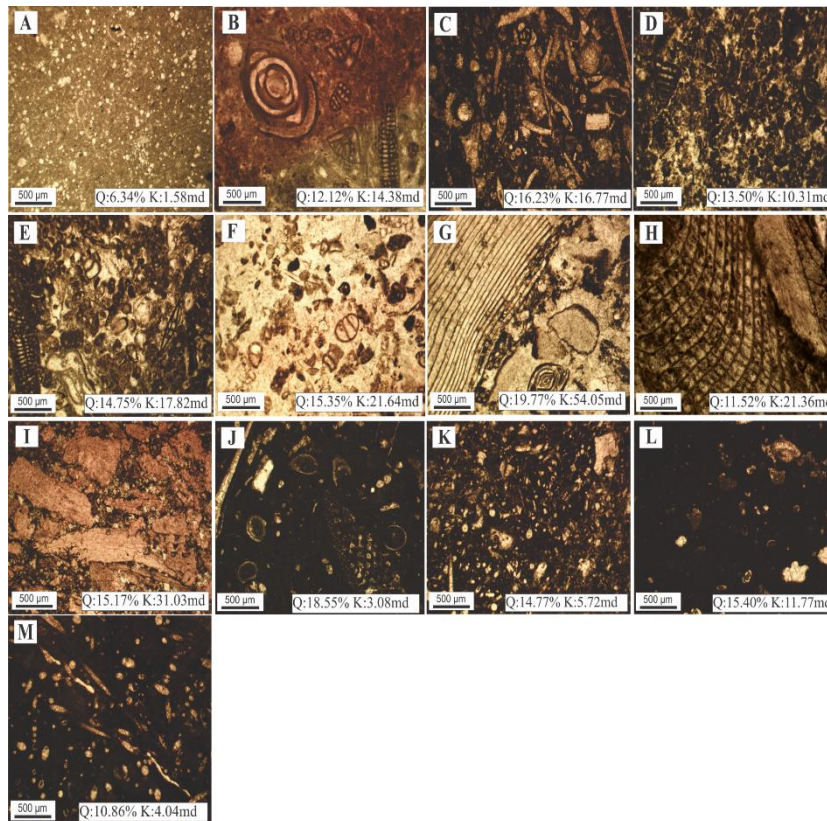 A
500 µm
Q:6.34% K:1.58md
B
500 µm
Q:12.12% K:14.38md
C
500 µm
Q:16.23% K:16.77md
D
500 µm
Q:13.50% K:10.31md
E
500 µm
Q:14.75% K:17.82md
F
500 µm
Q:15.35% K:21.64md
G
500 µm
Q:19.77% K:54.05md
H
500 µm
Q:11.52% K:21.36md
I
500 µm
Q:15.17% K:31.03md
J
500 µm
Q:18.55% K:3.08md
K
500 µm
Q:14.77% K:5.72md
L
500 µm
Q:15.40% K:11.77md
M
500 µm
Q:10.86% K:4.04md